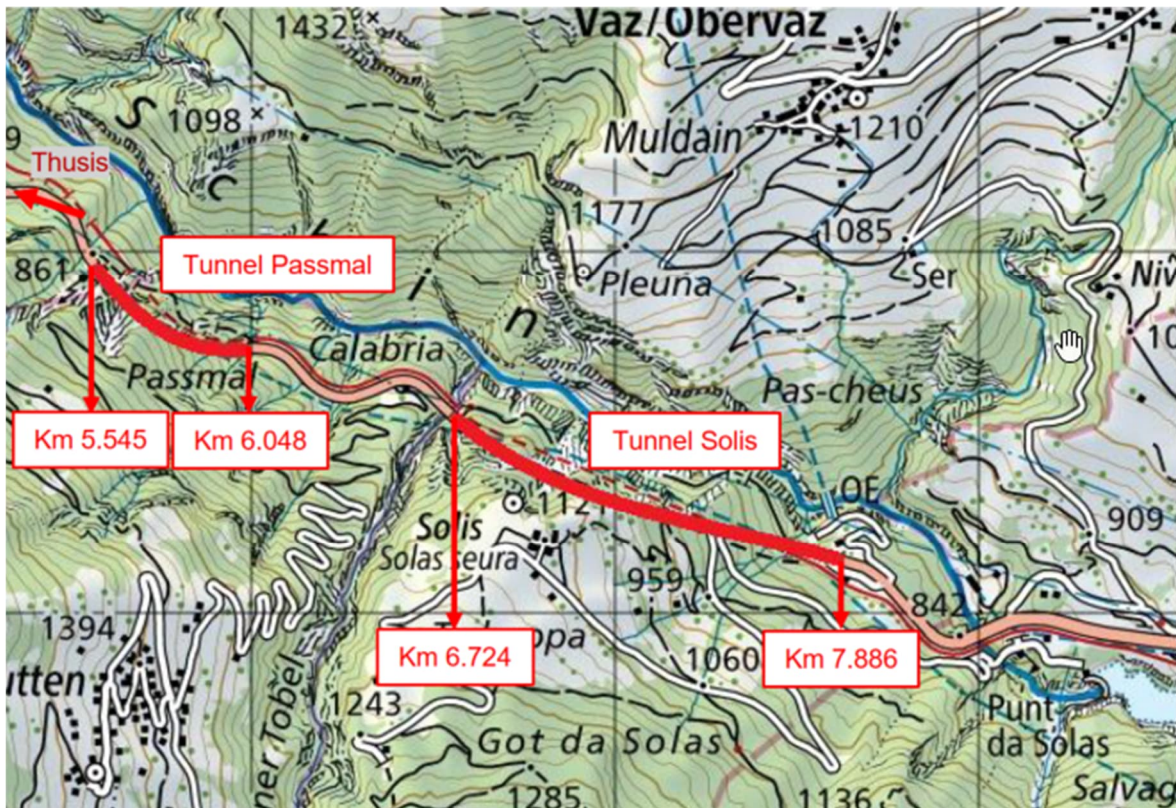 1432
Vaz/Obervaz
1098
Muldain
1210
Thusis
1177
1085
Tunnel Passmal
861
Pleuna
Ser
Calabria
Passmal
Pas-cheus
Km 5.545
Km 6.048
Tunnel Solis
Solis
Solas seura
909
959
842
1394
Km 6.724
Km 7.886
1060
1243
Punt
da Solas
Got da Solas
1285
1136